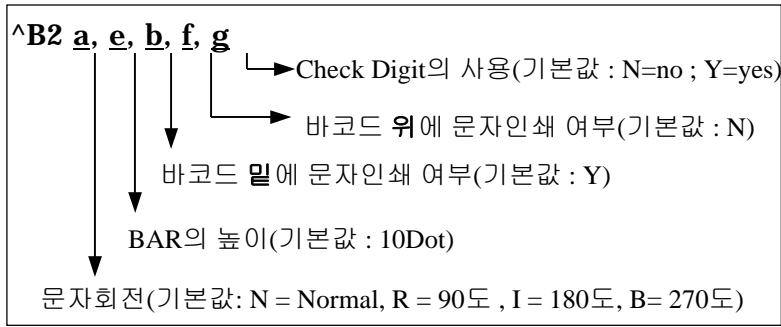 ^B2 a, e, b, f, g
Check Digit의 사용(기본값 : N=no ; Y=yes)
바코드 위에 문자인쇄 여부(기본값 : N)
바코드 밑에 문자인쇄 여부(기본값 : Y)
BAR의 높이(기본값 : 10Dot)
문자회전(기본값: N = Normal, R = 90도 , I = 180도, B= 270도)